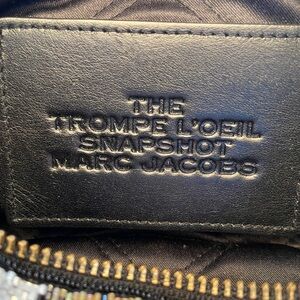 THE
TROMPE L'OEIL
SNAPSHOT
MARC JACOBS